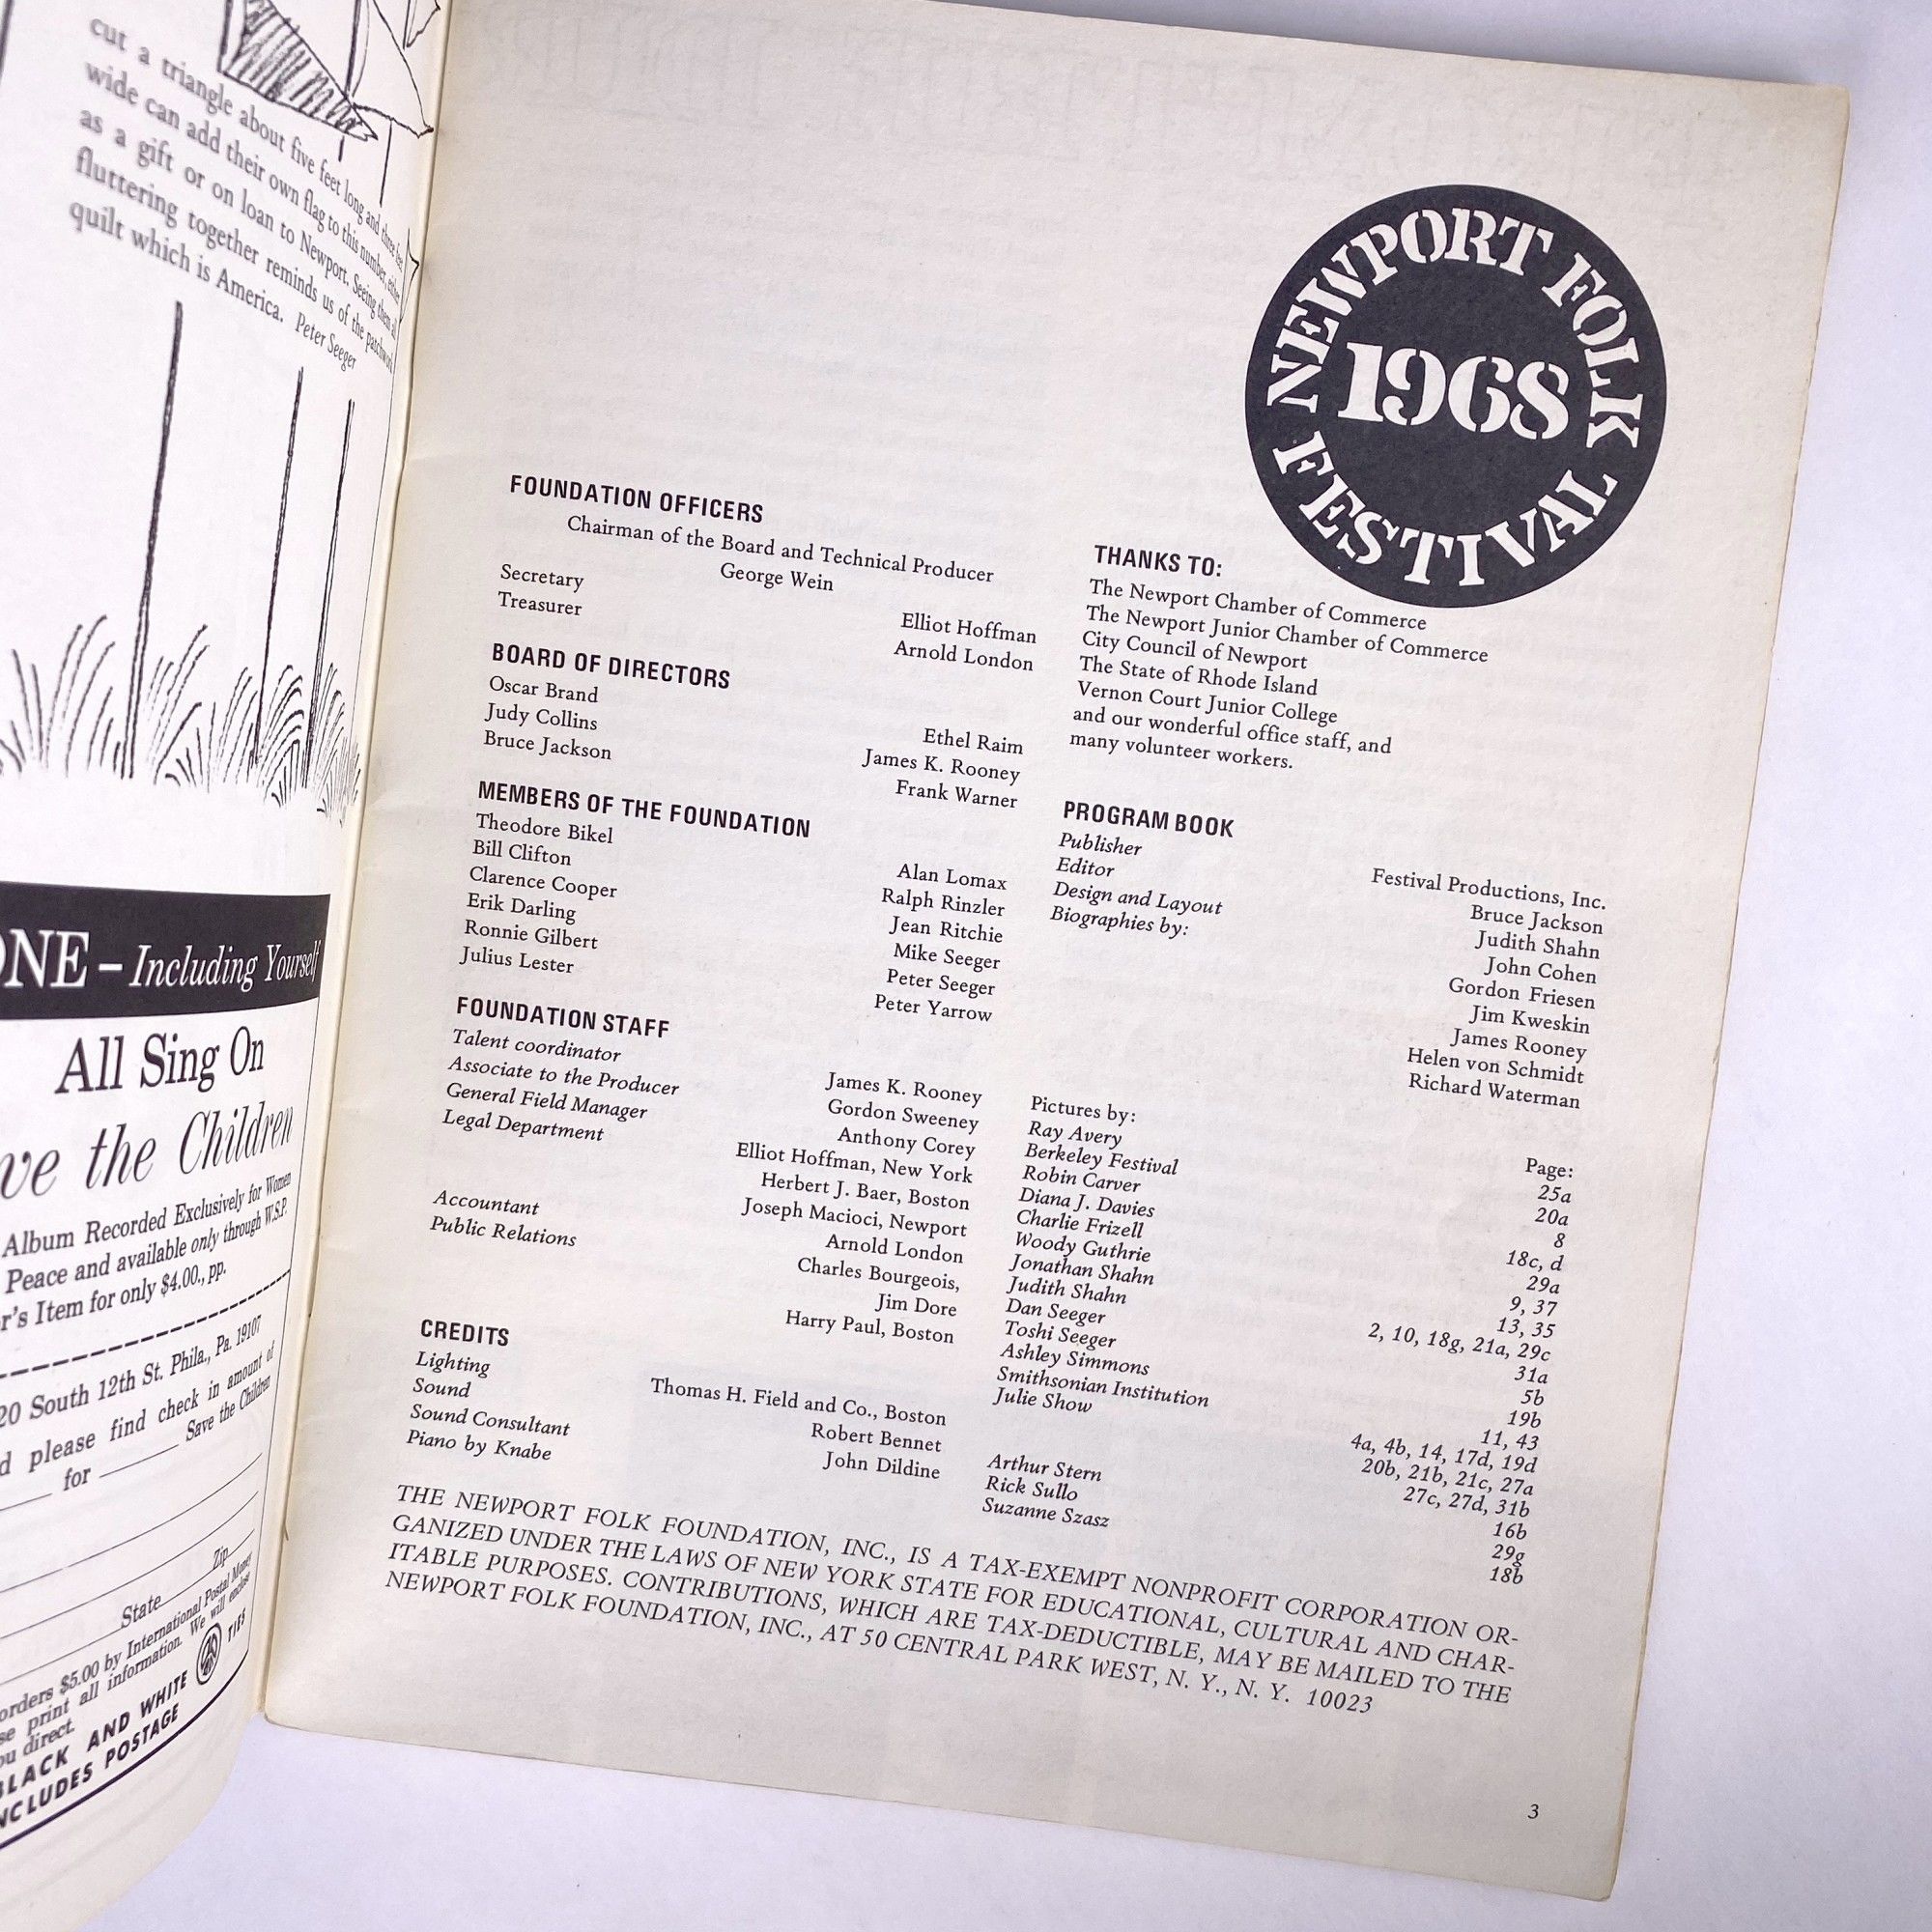 cut a triangle about five feet long and three feet
wide can add their own flag to this number, either
as a gift or on loan to Newport. Seeing them all
fluttering together reminds us of the patchwork
quilt which is America. Peter Seeger
ONE – Including Yourself
All Sing On
ve the Children
Album Recorded Exclusively for Women
Peace and available only through W.S.P.
r's Item for only $4.00., pp.
20 South 12th St. Phila., Pa. 19107
d please find check in amount of
for Save the Children
State Zip
orders $5.00 by International Postal Money
se print all information. We will enclose
ou direct.
BLACK AND WHITE
NCLUDES POSTAGE
NEWPORT FOLK
1968
FESTIVAL
FOUNDATION OFFICERS
Chairman of the Board and Technical Producer
George Wein
Secretary Elliot Hoffman
Treasurer Arnold London
BOARD OF DIRECTORS
Oscar Brand Ethel Raim
Judy Collins James K. Rooney
Bruce Jackson Frank Warner
MEMBERS OF THE FOUNDATION
Theodore Bikel Alan Lomax
Bill Clifton Ralph Rinzler
Clarence Cooper Jean Ritchie
Erik Darling Mike Seeger
Ronnie Gilbert Peter Seeger
Julius Lester Peter Yarrow
FOUNDATION STAFF
Talent coordinator James K. Rooney
Associate to the Producer Gordon Sweeney
General Field Manager Anthony Corey
Legal Department Elliot Hoffman, New York
Herbert J. Baer, Boston
Joseph Macioci, Newport
Accountant Arnold London
Public Relations Charles Bourgeois,
Jim Dore
Harry Paul, Boston
CREDITS
Lighting Thomas H. Field and Co., Boston
Sound Robert Bennet
Sound Consultant John Dildine
Piano by Knabe
THANKS TO:
The Newport Chamber of Commerce
The Newport Junior Chamber of Commerce
City Council of Newport
The State of Rhode Island
Vernon Court Junior College
and our wonderful office staff, and
many volunteer workers.
PROGRAM BOOK
Publisher Festival Productions, Inc.
Editor Bruce Jackson
Design and Layout Judith Shahn
Biographies by: John Cohen
Gordon Friesen
Jim Kweskin
James Rooney
Helen von Schmidt
Richard Waterman
Pictures by: Page:
Ray Avery 25a
Berkeley Festival 20a
Robin Carver 8
Diana J. Davies 18c, d
Charlie Frizell 29a
Woody Guthrie 9, 37
Jonathan Shahn 13, 35
Judith Shahn 2, 10, 18g, 21a, 29c
Dan Seeger 31a
Toshi Seeger 5b
Ashley Simmons 19b
Smithsonian Institution 11, 43
Julie Show 4a, 4b, 14, 17d, 19d
20b, 21b, 21c, 27a
27c, 27d, 31b
Arthur Stern 16b
Rick Sullo 29g
Suzanne Szasz 18b
THE NEWPORT FOLK FOUNDATION, INC., IS A TAX-EXEMPT NONPROFIT CORPORATION OR-
GANIZED UNDER THE LAWS OF NEW YORK STATE FOR EDUCATIONAL, CULTURAL AND CHAR-
ITABLE PURPOSES. CONTRIBUTIONS, WHICH ARE TAX-DEDUCTIBLE, MAY BE MAILED TO THE
NEWPORT FOLK FOUNDATION, INC., AT 50 CENTRAL PARK WEST, N. Y., N. Y. 10023
3